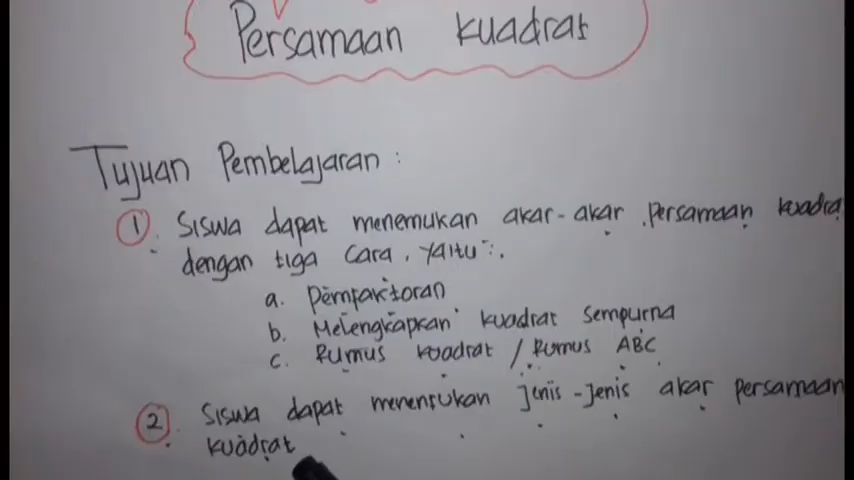 Persamaan kuadrat
Tujuan Pembelajaran :
1. Siswa dapat menemukan akar-akar persamaan kuadra
dengan tiga cara, yaitu :
a. Pemfaktoran
b. Melengkapkan kuadrat sempurna
c. Rumus kuadrat / Rumus ABC
2. Siswa dapat menentukan jenis-jenis akar persamaan
kuadrat